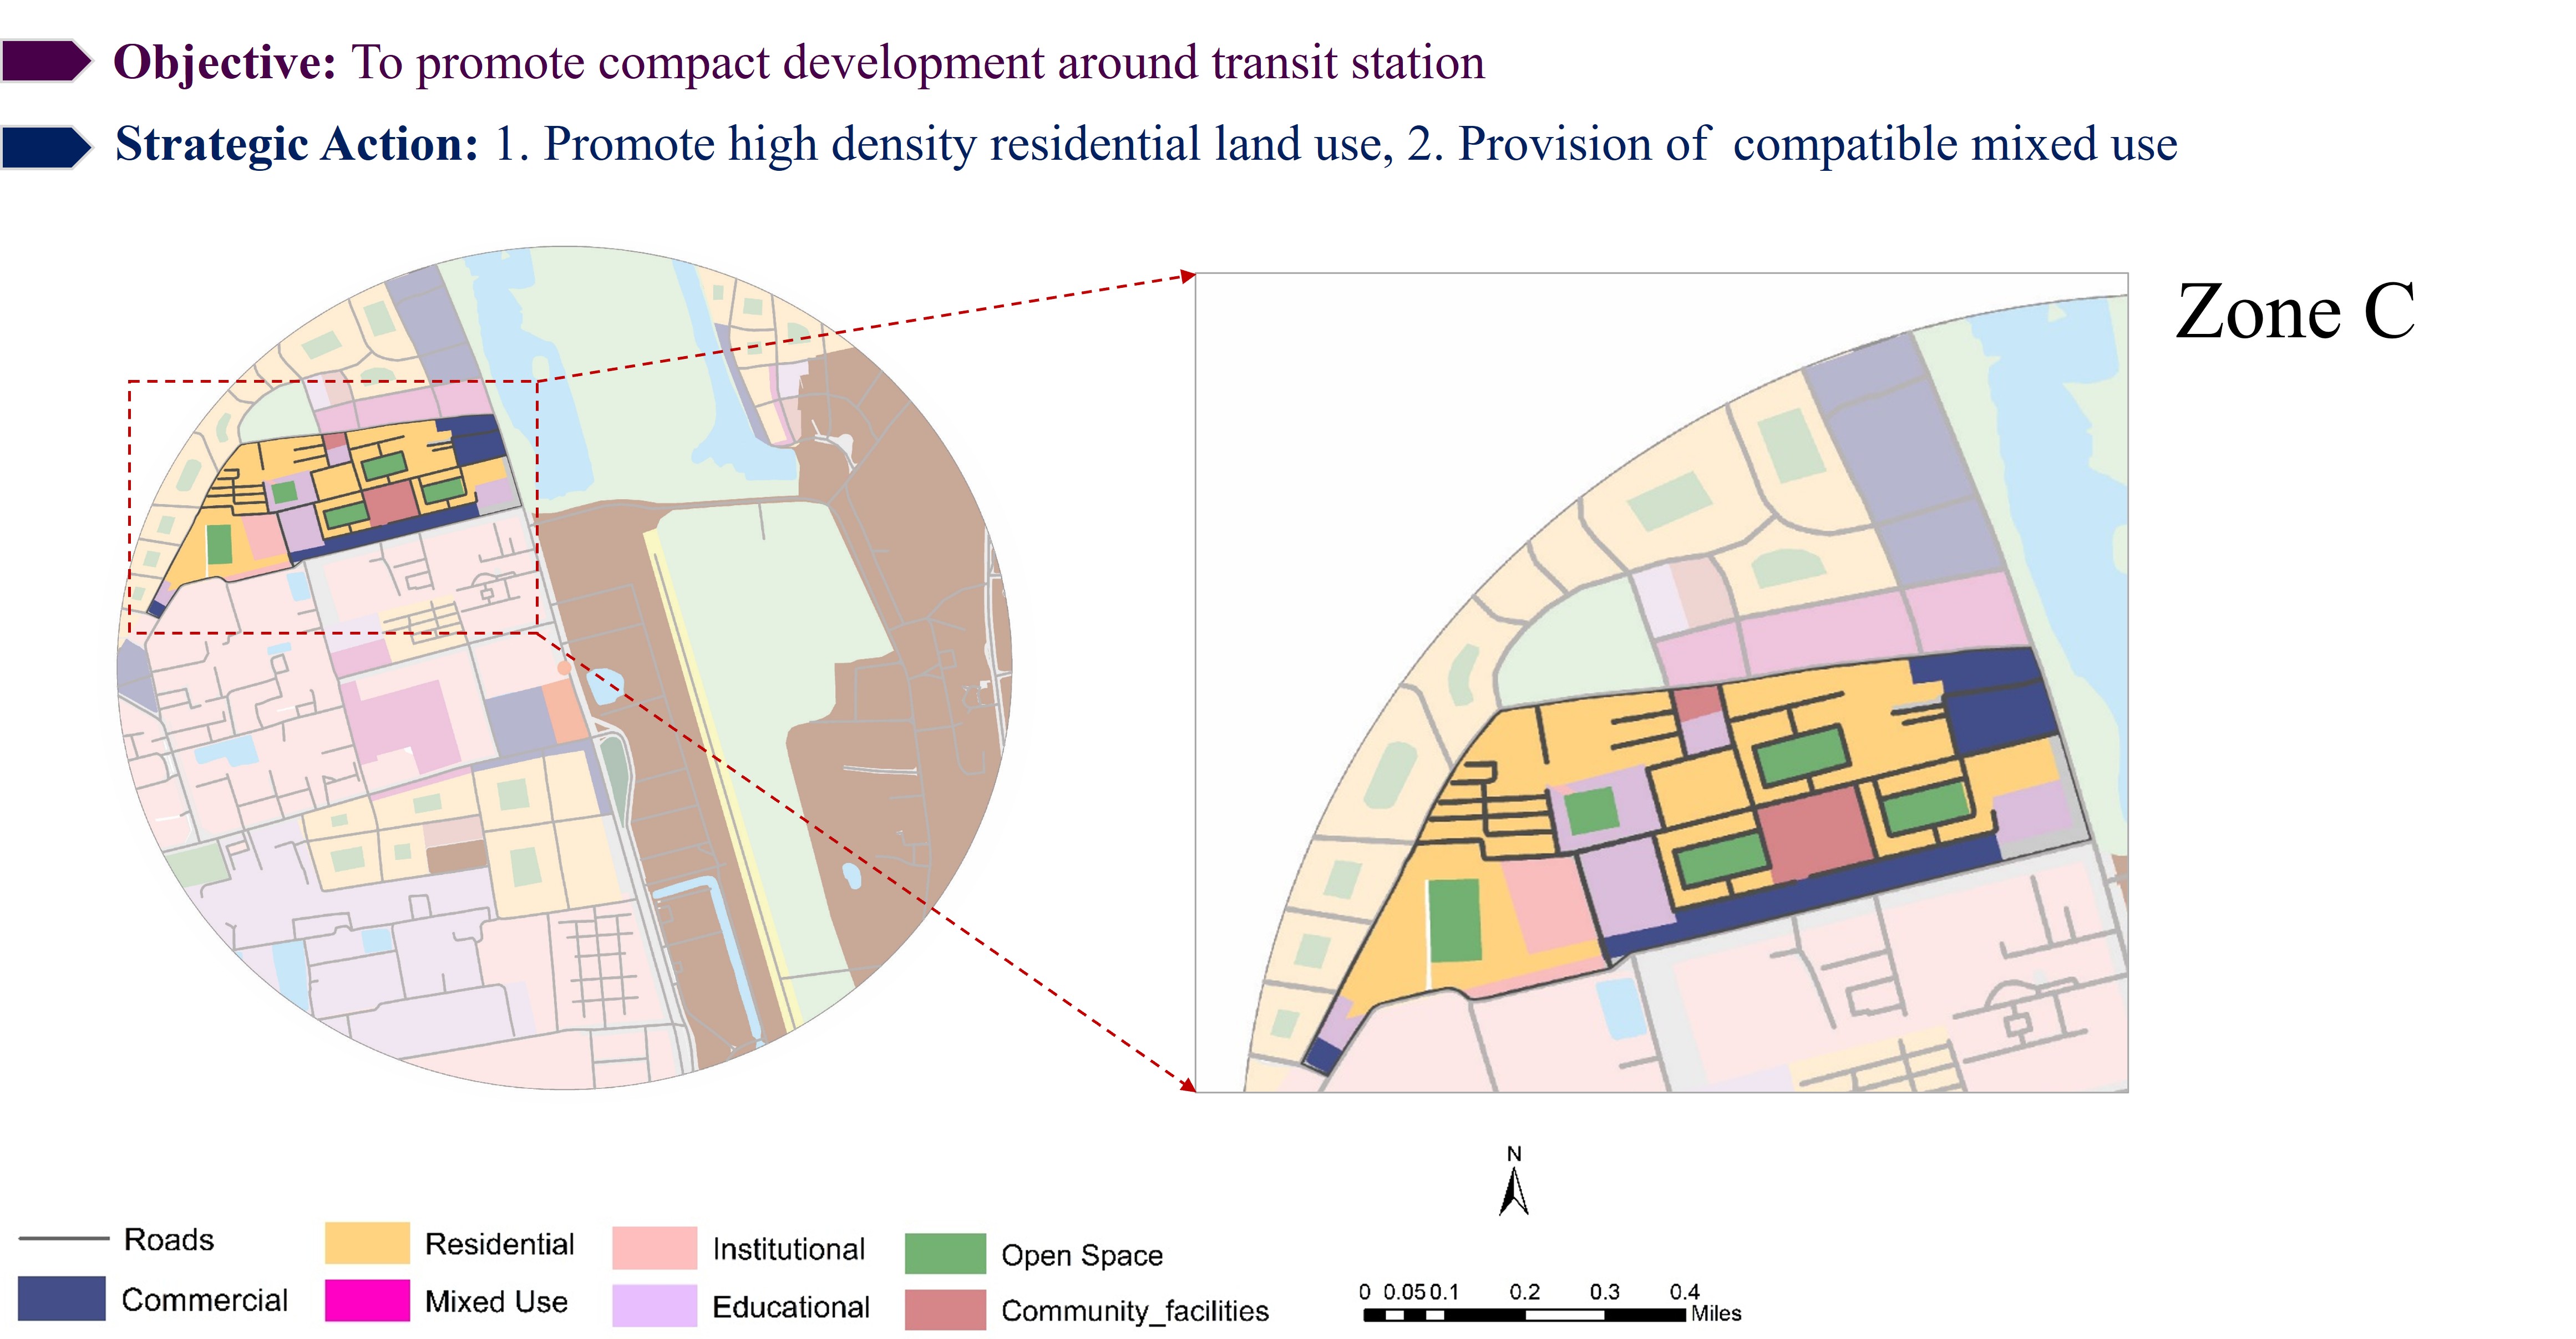 Objective: To promote compact development around transit station
Strategic Action: 1. Promote high density residential land use, 2. Provision of compatible mixed use
Zone C
N
Roads
Residential
Institutional
Open Space
Commercial
Mixed Use
Educational
Community_facilities
0 0.05 0.1 0.2 0.3 0.4
Miles